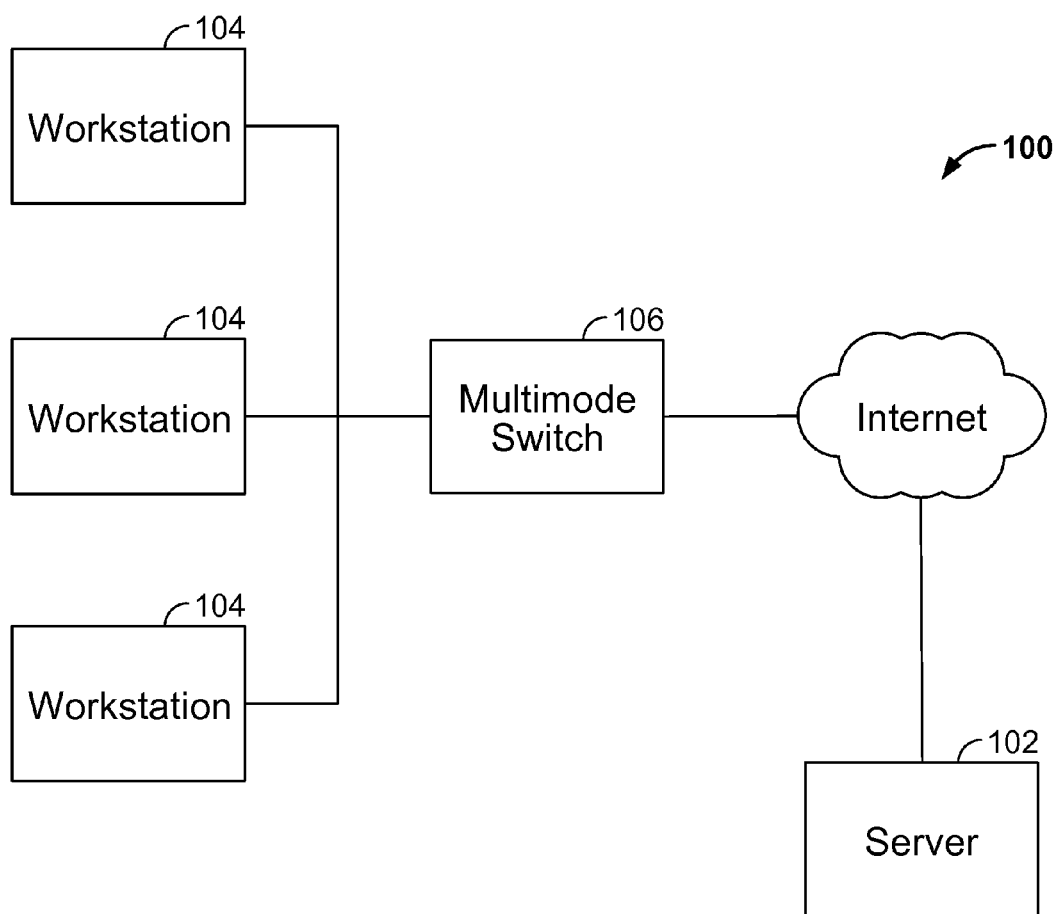 104
Workstation
100
104
Workstation
106
Multimode
Switch
Internet
104
Workstation
102
Server